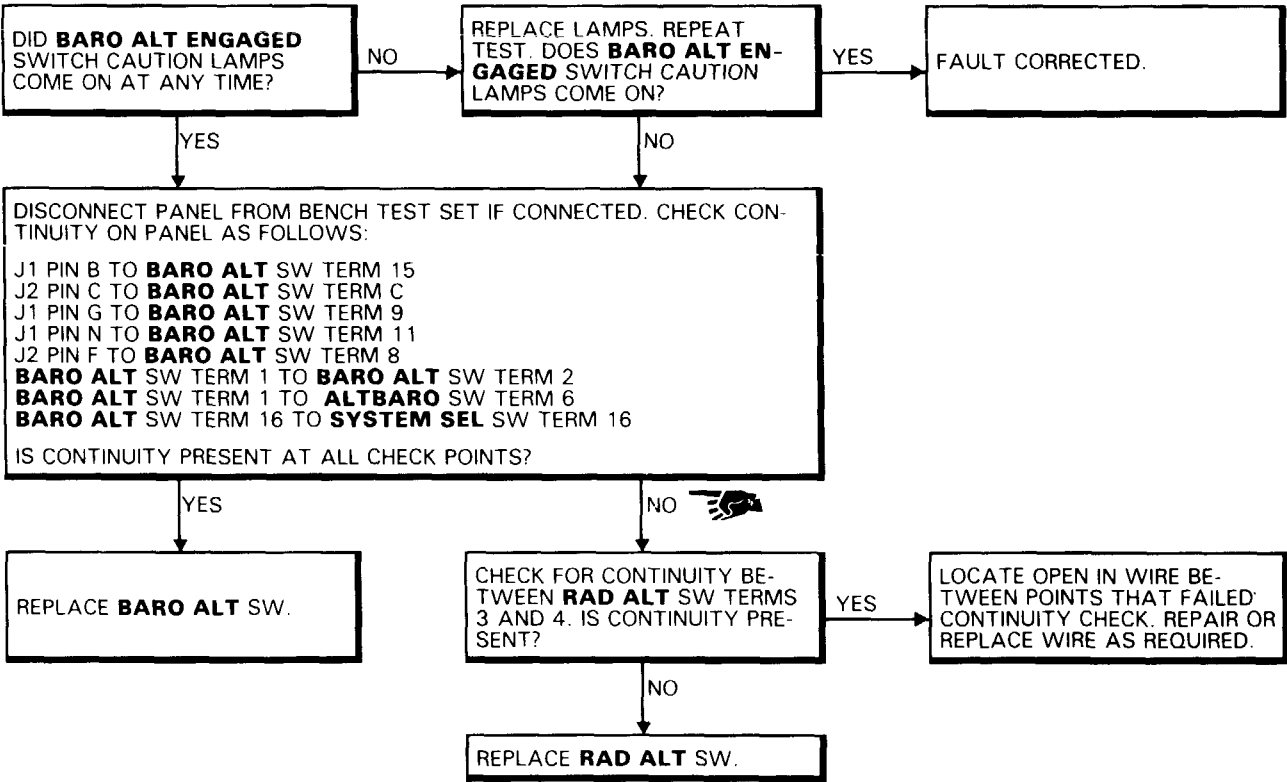 DID BARO ALT ENGAGED
SWITCH CAUTION LAMPS
COME ON AT ANY TIME?
NO
REPLACE LAMPS. REPEAT
TEST. DOES BARO ALT EN-
GAGED SWITCH CAUTION
LAMPS COME ON?
YES
FAULT CORRECTED.
YES
NO
DISCONNECT PANEL FROM BENCH TEST SET IF CONNECTED. CHECK CON-
TINUITY ON PANEL AS FOLLOWS:
J1 PIN B TO BARO ALT SW TERM 15
J2 PIN C TO BARO ALT SW TERM C
J1 PIN G TO BARO ALT SW TERM 9
J1 PIN N TO BARO ALT SW TERM 11
J2 PIN F TO BARO ALT SW TERM 8
BARO ALT SW TERM 1 TO BARO ALT SW TERM 2
BARO ALT SW TERM 1 TO ALTBARO SW TERM 6
BARO ALT SW TERM 16 TO SYSTEM SEL SW TERM 16
IS CONTINUITY PRESENT AT ALL CHECK POINTS?
YES
NO
REPLACE BARO ALT SW.
CHECK FOR CONTINUITY BE-
TWEEN RAD ALT SW TERMS
3 AND 4. IS CONTINUITY PRE-
SENT?
YES
LOCATE OPEN IN WIRE BE-
TWEEN POINTS THAT FAILED
CONTINUITY CHECK. REPAIR OR
REPLACE WIRE AS REQUIRED.
NO
REPLACE RAD ALT SW.